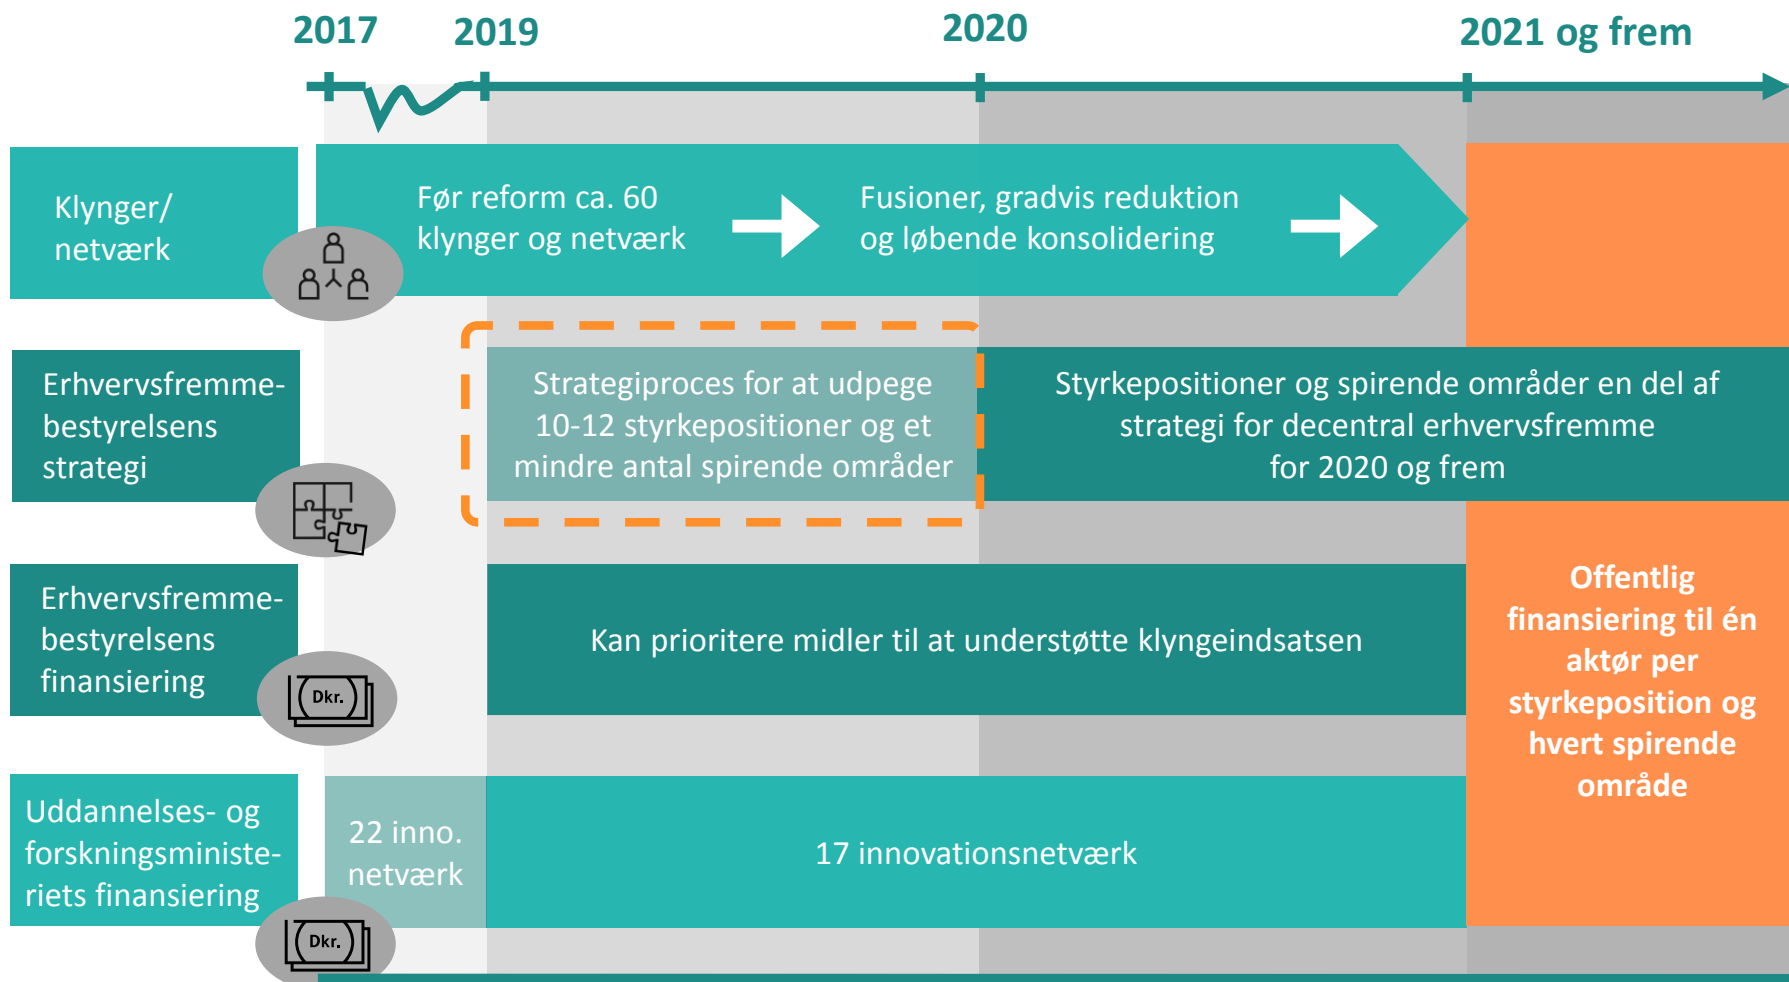 2017
2019
2020
2021 og frem
Klynger/
netværk
Før reform ca. 60
klynger og netværk
Fusioner, gradvis reduktion
og løbende konsolidering
Erhvervsfremme-
bestyrelsens
strategi
Strategiproces for at udpege
10-12 styrkepositioner og et
mindre antal spirende områder
Styrkepositioner og spirende områder en del af
strategi for decentral erhvervsfremme
for 2020 og frem
Erhvervsfremme-
bestyrelsens
finansiering
Dkr.
Kan prioritere midler til at understøtte klyngeindsatsen
Offentlig
finansiering til én
aktør per
styrkeposition og
hvert spirende
område
Uddannelses- og
forskningsministe-
riets finansiering
Dkr.
22 inno.
netværk
17 innovationsnetværk